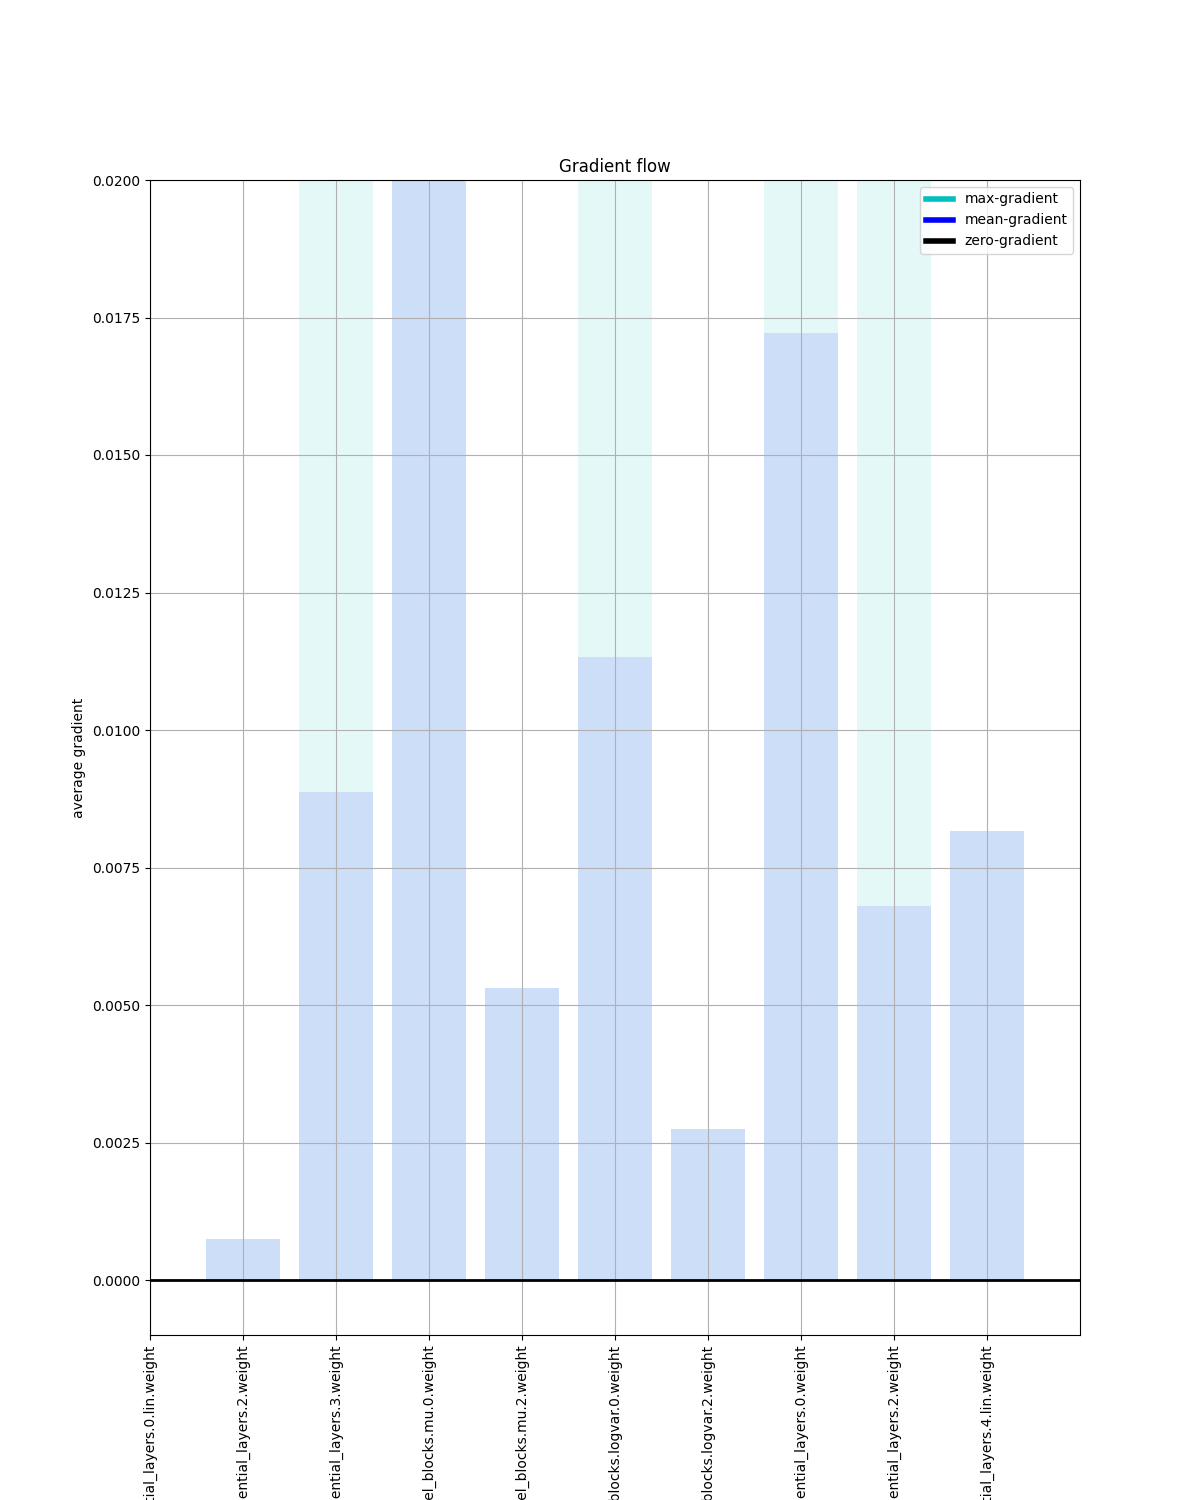 Gradient flow
max-gradient
mean-gradient
zero-gradient
0.0200
0.0175
0.0150
0.0125
0.0100
0.0075
0.0050
0.0025
0.0000
average gradient
tial_layers.0.lin.weight
ential_layers.2.weight
ential_layers.3.weight
el_blocks.mu.0.weight
el_blocks.mu.2.weight
blocks.logvar.0.weight
blocks.logvar.2.weight
ential_layers.0.weight
ential_layers.2.weight
tial_layers.4.lin.weight